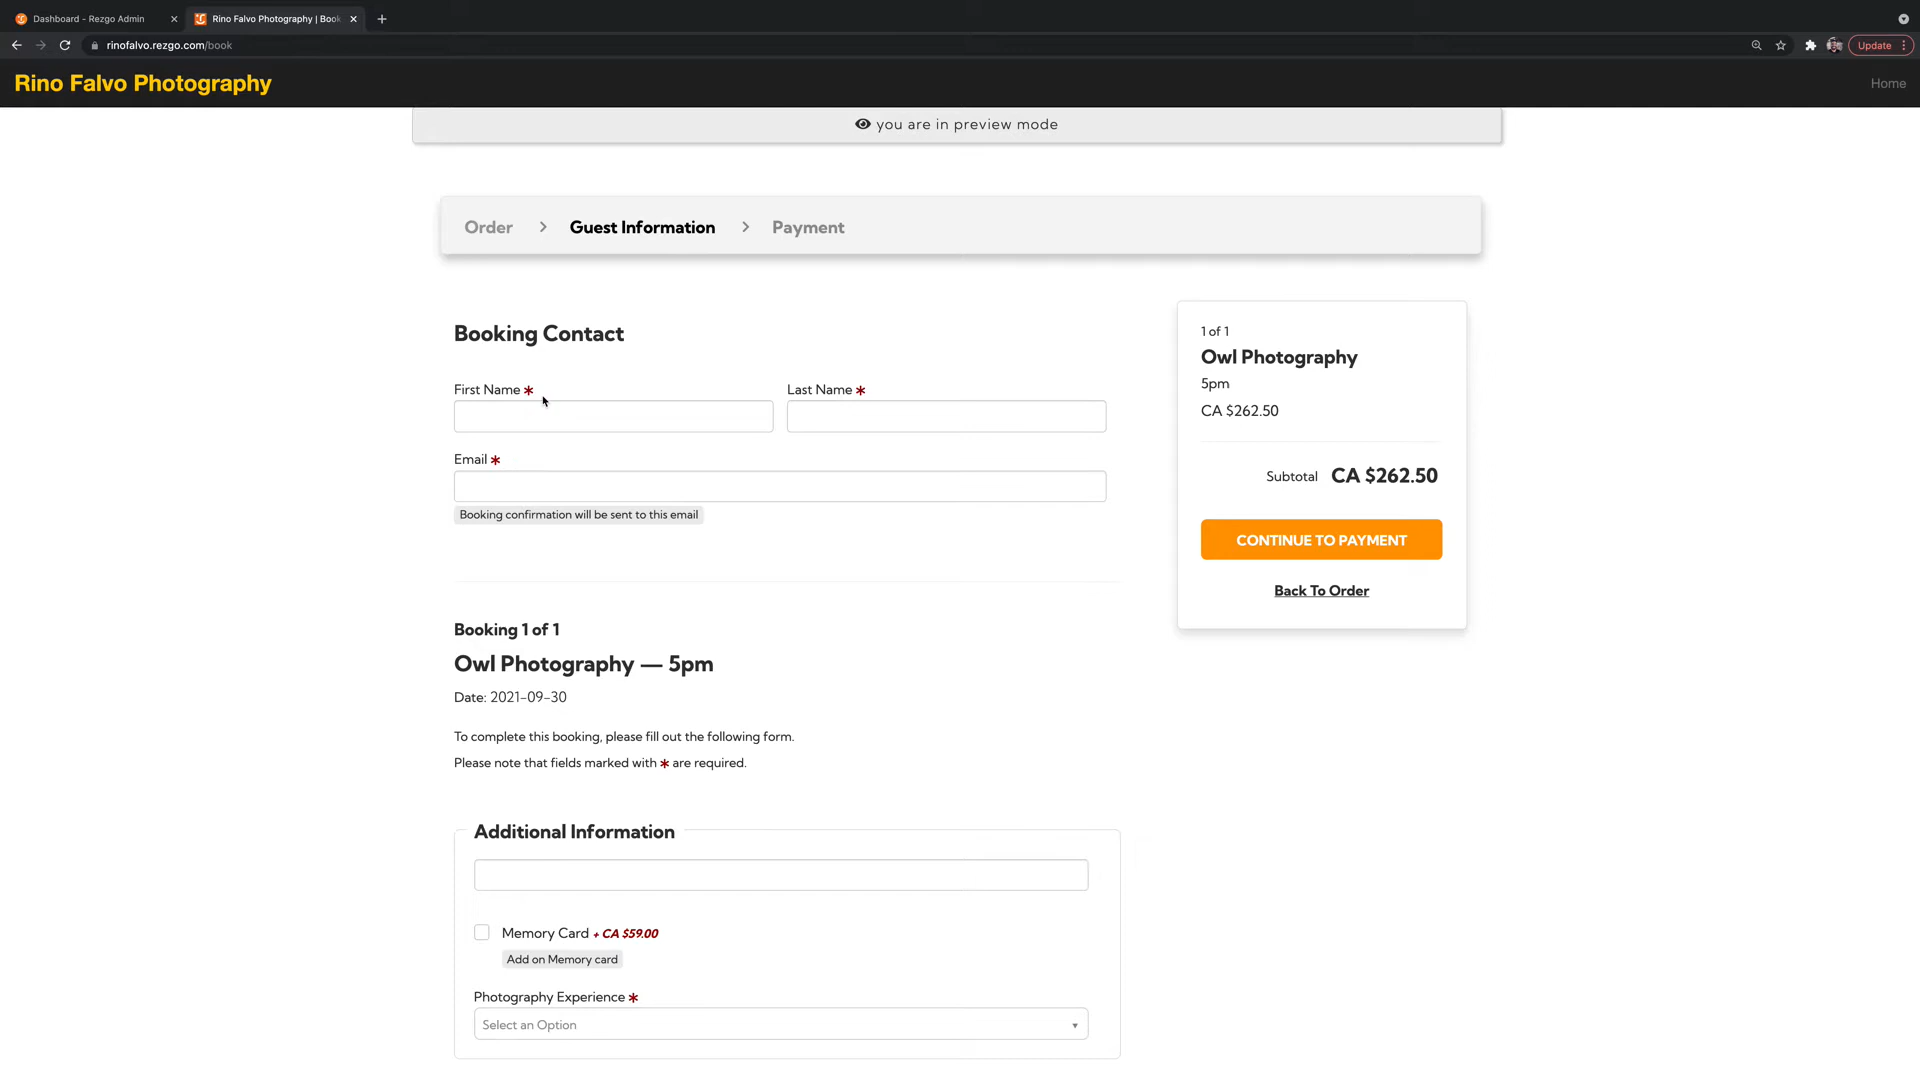 Dashboard - Rezgo Admin
Rino Falvo Photography | Book
rinofalvo.rezgo.com/book
Update
Rino Falvo Photography
Home
you are in preview mode
Order > Guest Information > Payment
Booking Contact
First Name *
Last Name *
Email *
Booking confirmation will be sent to this email
1 of 1
Owl Photography
5pm
CA $262.50
Subtotal CA $262.50
CONTINUE TO PAYMENT
Back To Order
Booking 1 of 1
Owl Photography — 5pm
Date: 2021-09-30
To complete this booking, please fill out the following form.
Please note that fields marked with * are required.
Additional Information
Memory Card + CA $59.00
Add on Memory card
Photography Experience *
Select an Option